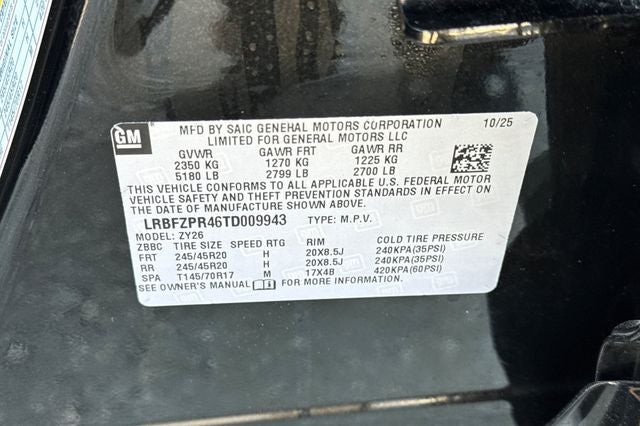 GM
MFD BY SAIC GENERAL MOTORS CORPORATION 10/25
LIMITED FOR GENERAL MOTORS LLC
GVWR GAWR FRT GAWR RR
2350 KG 1270 KG 1225 KG
5180 LB 2799 LB 2700 LB
THIS VEHICLE CONFORMS TO ALL APPLICABLE U.S. FEDERAL MOTOR
VEHICLE SAFETY AND THEFT PREVENTION STANDARDS IN EFFECT ON
THE DATE OF MANUFACTURE SHOWN ABOVE.
LRBFZPR46TD009943 TYPE: M.P.V.
MODEL: ZY26
ZBBC TIRE SIZE SPEED RTG RIM COLD TIRE PRESSURE
FRT 245/45R20 H 20X8.5J 240KPA(35PSI)
RR 245/45R20 H 20X8.5J 240KPA(35PSI)
SPA T145/70R17 M 17X4B 420KPA(60PSI)
SEE OWNER'S MANUAL FOR MORE INFORMATION.